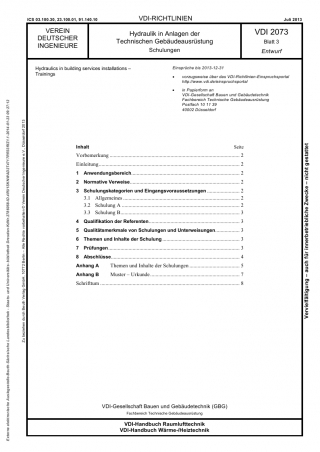 ICS 03.100.30, 23.100.01, 91.140.10
VDI-RICHTLINIEN
Juli 2013
VEREIN
DEUTSCHER
INGENIEURE
Hydraulik in Anlagen der
Technischen Gebäudeausrüstung
Schulungen
VDI 2073
Blatt 3
Entwurf
Hydraulics in building services installations –
Trainings
Einsprüche bis 2013-12-31
• vorzugsweise über das VDI-Richtlinien-Einspruchsportal
http://www.vdi.de/einspruchsportal
• in Papierform an
VDI-Gesellschaft Bauen und Gebäudetechnik
Fachbereich Technische Gebäudeausrüstung
Postfach 10 11 39
40002 Düsseldorf
Inhalt Seite
Vorbemerkung 2
Einleitung 2
1 Anwendungsbereich 2
2 Normative Verweise 2
3 Schulungskategorien und Eingangsvoraussetzungen 2
3.1 Allgemeines 2
3.2 Schulung A 2
3.3 Schulung B 3
4 Qualifikation der Referenten 3
5 Qualitätsmerkmale von Schulungen und Unterweisungen 3
6 Themen und Inhalte der Schulung 3
7 Prüfungen 3
8 Abschlüsse 4
Anhang A Themen und Inhalte der Schulungen 5
Anhang B Muster – Urkunde 7
Schrifttum 8
VDI-Gesellschaft Bauen und Gebäudetechnik (GBG)
Fachbereich Technische Gebäudeausrüstung
VDI-Handbuch Raumlufttechnik
VDI-Handbuch Wärme-/Heiztechnik
Vervielfältigung – auch für innerbetriebliche Zwecke – nicht gestattet